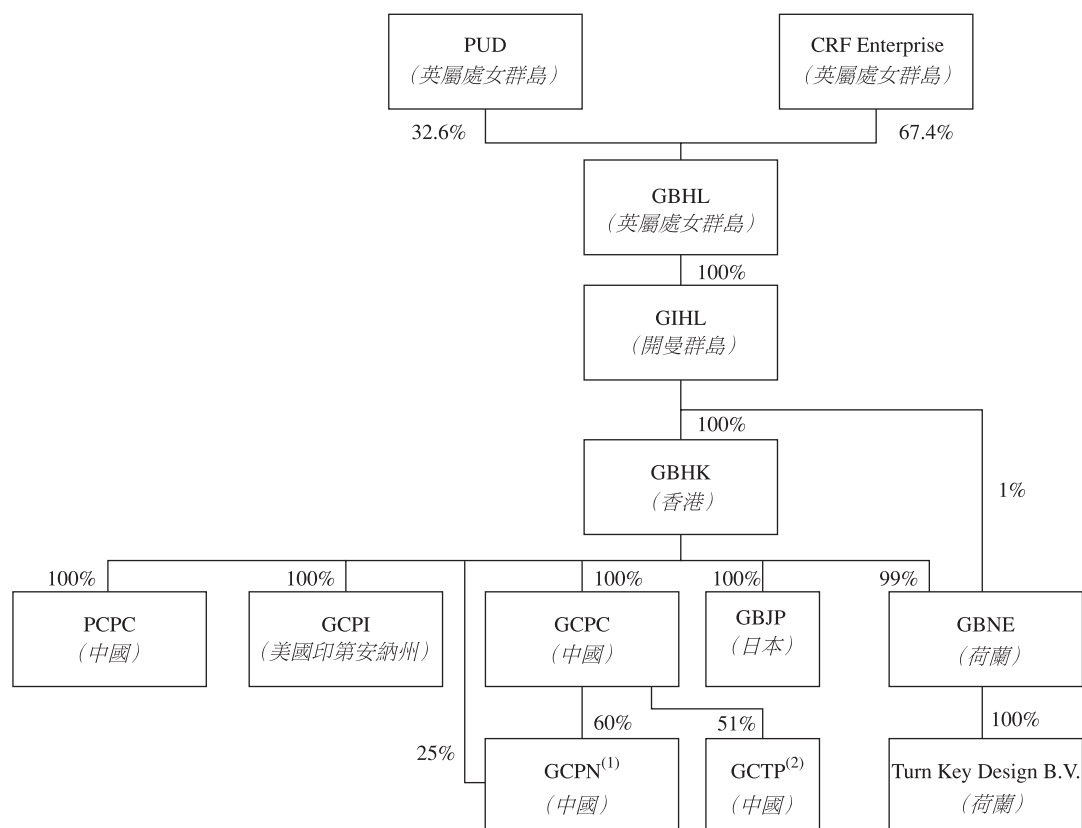 PUD
（英屬處女群島）
CRF Enterprise
（英屬處女群島）
32.6%
67.4%
GBHL
（英屬處女群島）
100%
GIHL
（開曼群島）
100%
GBHK
（香港）
1%
100%
100%
100%
100%
99%
PCPC
（中國）
GCPI
（美國印第安納州）
GCPC
（中國）
GBJP
（日本）
GBNE
（荷蘭）
25%
60%
51%
100%
GCPN(1)
（中國）
GCTP(2)
（中國）
Turn Key Design B.V.
（荷蘭）